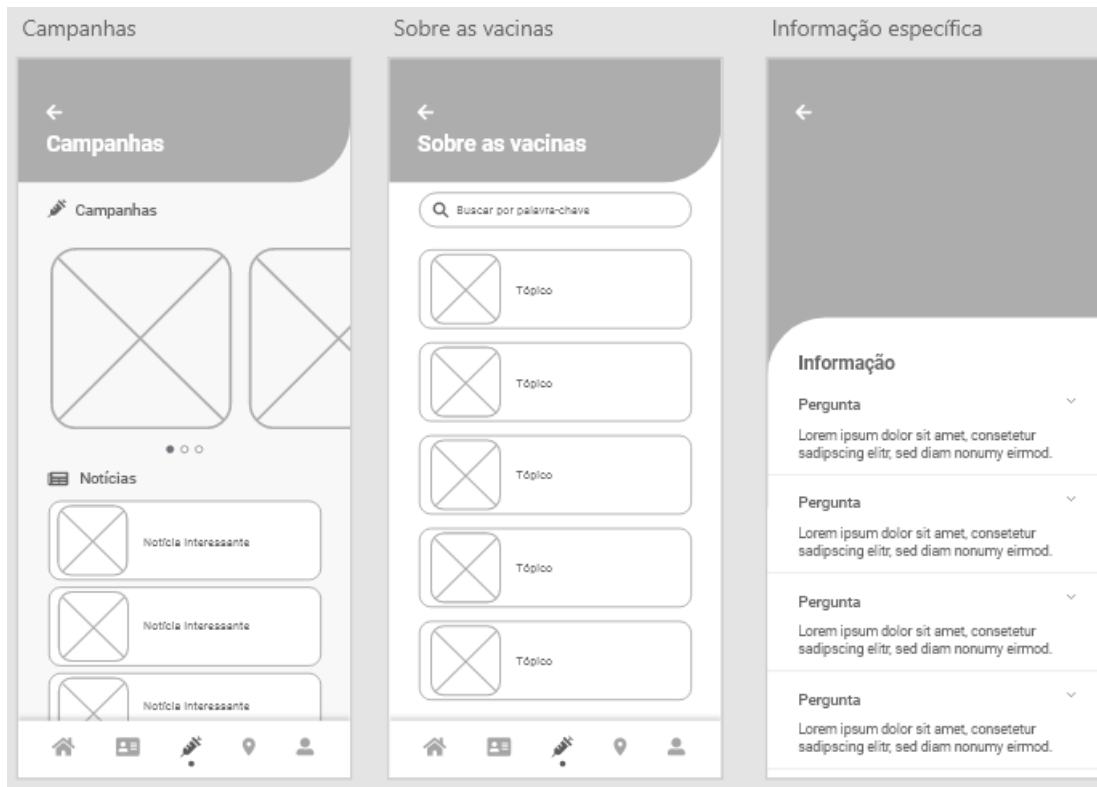 Campanhas
Campanhas
Campanhas
Notícias
Notícia Interessante
Notícia Interessante
Notícia Interessante
Sobre as vacinas
Sobre as vacinas
Buscar por palavra-chave
Tópico
Tópico
Tópico
Tópico
Tópico
Informação específica
Informação
Pergunta
Lorem ipsum dolor sit amet, consetetur
sadipscing elitr, sed diam nonumy eirmod.
Pergunta
Lorem ipsum dolor sit amet, consetetur
sadipscing elitr, sed diam nonumy eirmod.
Pergunta
Lorem ipsum dolor sit amet, consetetur
sadipscing elitr, sed diam nonumy eirmod.
Pergunta
Lorem ipsum dolor sit amet, consetetur
sadipscing elitr, sed diam nonumy eirmod.